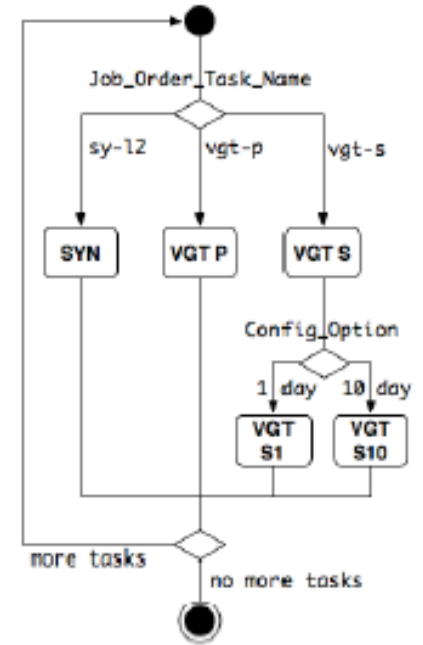 Job_Order_Task_Name
sy-l2
vgt-p
vgt-s
SYN
VGT P
VGT S
Config_Option
1 day
10 day
VGT
S1
VGT
S10
more tasks
no more tasks